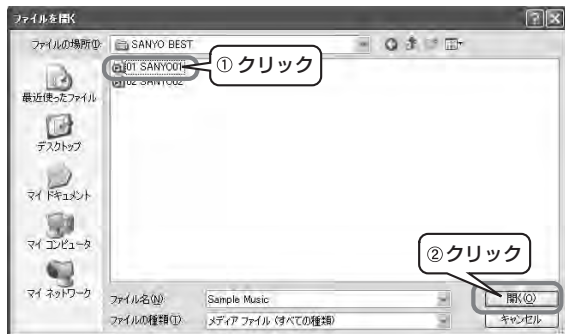 ファイルを開く
ファイルの場所(I):
SANYO BEST
01 SANYO01
①クリック
02 SANYO02
最近使ったファイル
デスクトップ
マイ ドキュメント
マイ コンピュータ
マイ ネットワーク
②クリック
ファイル名(N):
Sample Music
開く(O)
ファイルの種類(T):
メディア ファイル (すべての種類)
キャンセル